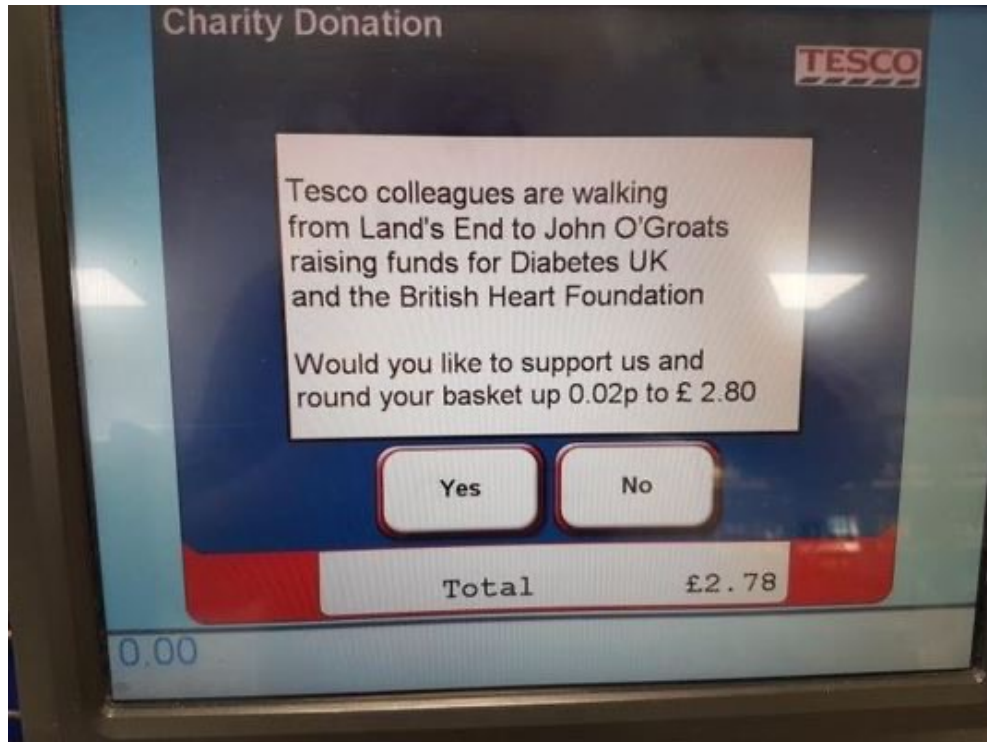 Charity Donation
TESCO
Tesco colleagues are walking
from Land's End to John O'Groats
raising funds for Diabetes UK
and the British Heart Foundation
Would you like to support us and
round your basket up 0.02p to £ 2.80
Yes
No
Total £2.78
0.00